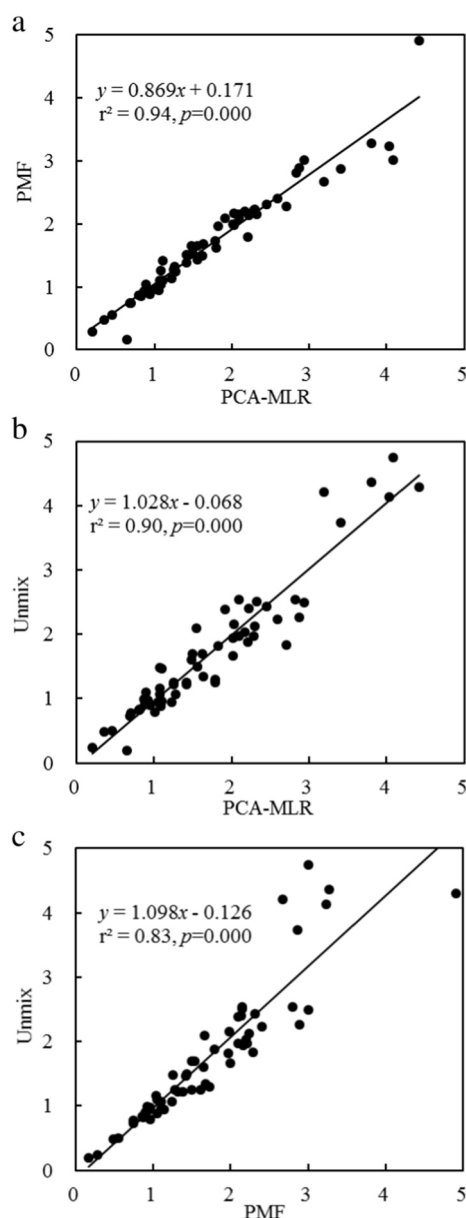 a
5
y = 0.869x + 0.171
r² = 0.94, p=0.000
4
3
PMF
2
1
0
0 1 2 3 4 5
PCA-MLR
b
5
y = 1.028x - 0.068
r² = 0.90, p=0.000
4
3
Unmix
2
1
0
0 1 2 3 4 5
PCA-MLR
c
5
y = 1.098x - 0.126
r² = 0.83, p=0.000
4
3
Unmix
2
1
0
0 1 2 3 4 5
PMF